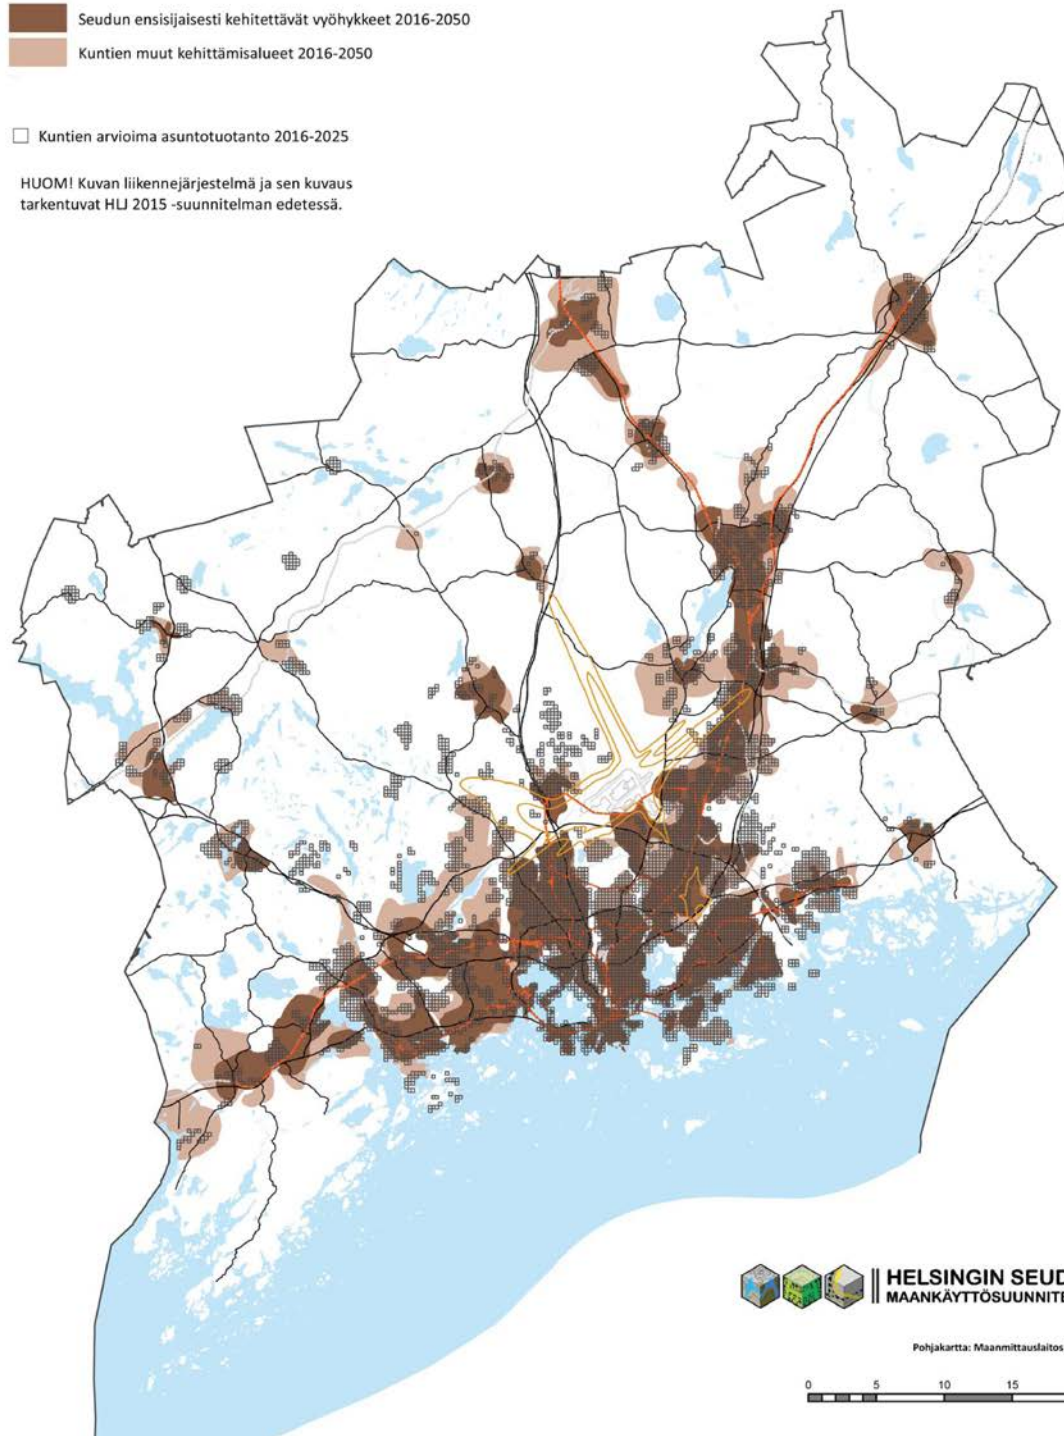 Seudun ensisijaisesti kehitettävät vyöhykkeet 2016-2050
Kuntien muut kehittämisalueet 2016-2050
Kuntien arvioima asuntotuotanto 2016-2025
HUOM! Kuvan liikennejärjestelmä ja sen kuvaus
tarkentuvat HLJ 2015 -suunnitelman edetessä.
HELSINGIN SEUD
MAANKÄYTTÖSUUNNITE
Pohjakartta: Maanmittauslaitos
0 5 10 15